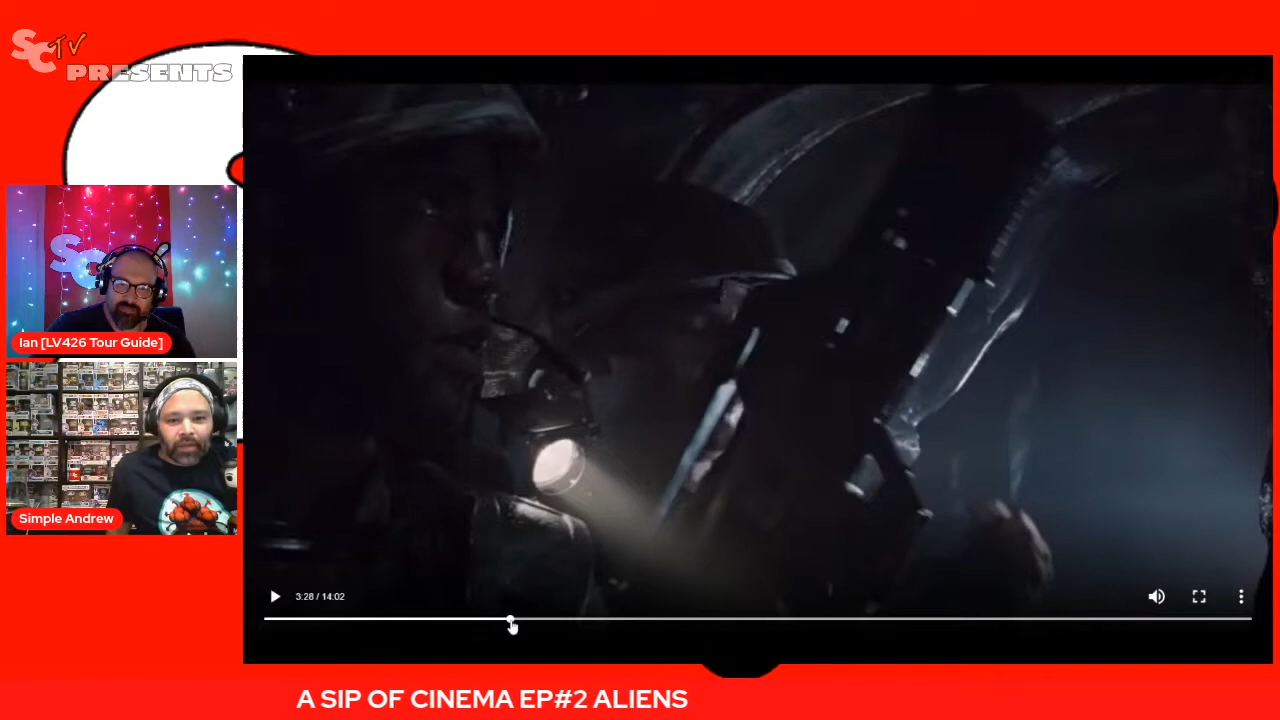 SC TV
PRESENTS
SC
Ian [LV426 Tour Guide]
Simple Andrew
3:28 / 14:02
A SIP OF CINEMA EP#2 ALIENS